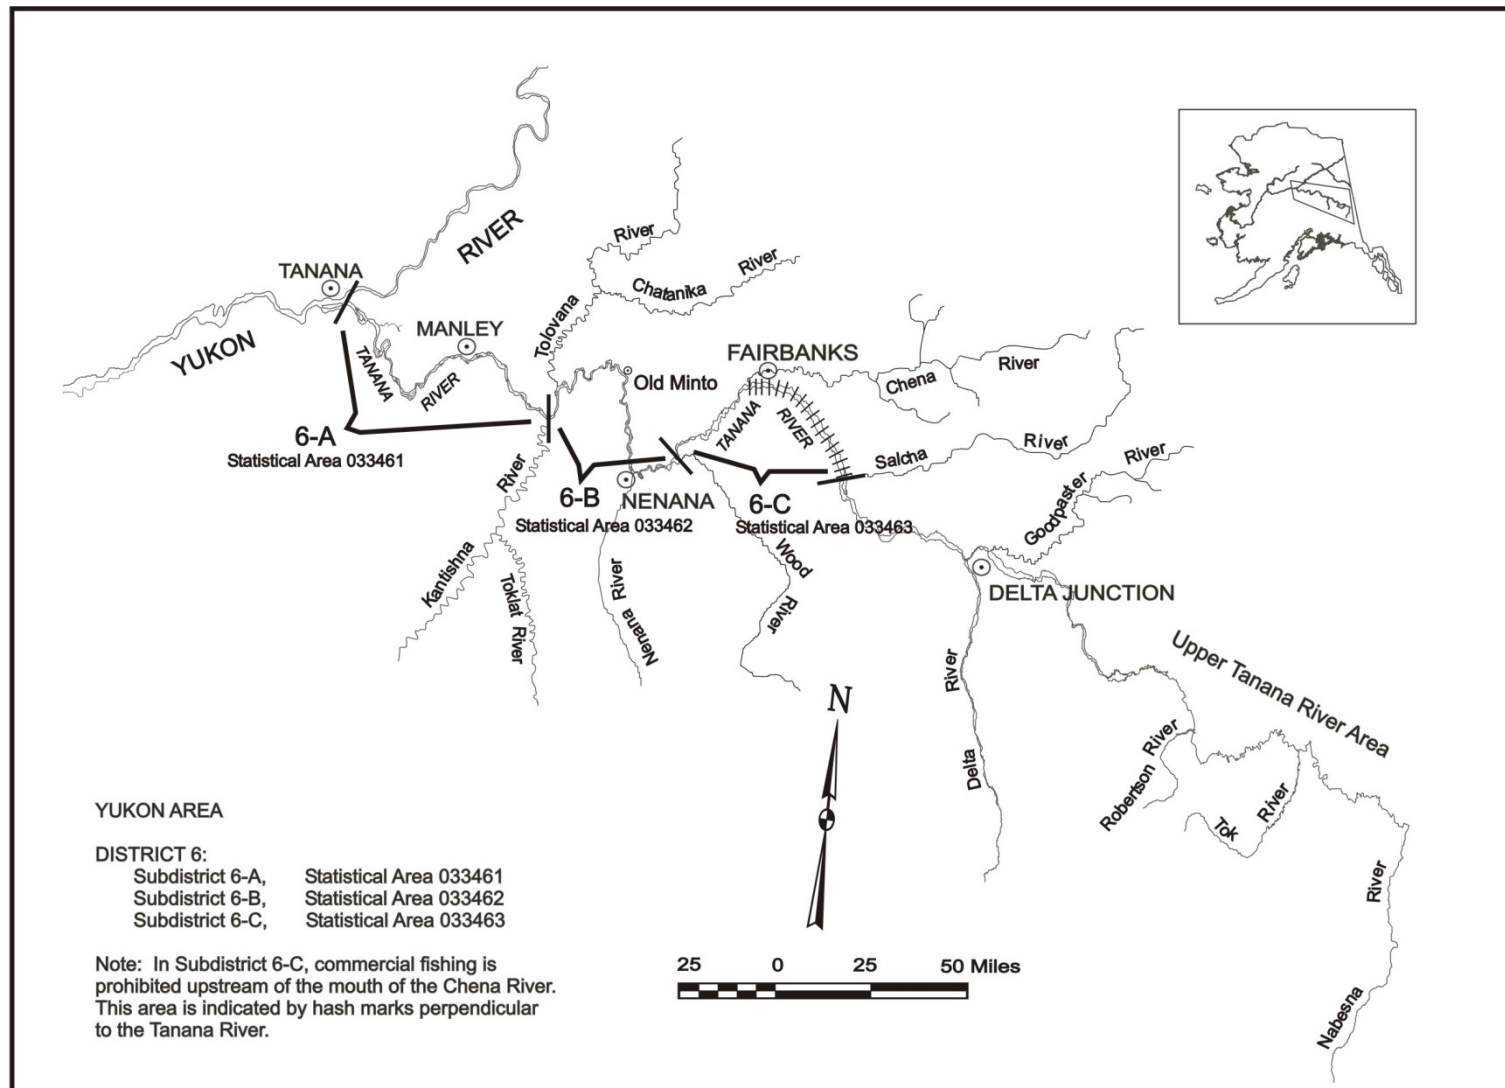 TANANA
YUKON
RIVER
MANLEY
TANANA
RIVER
6-A
Statistical Area 033461
Tolovana
River
Chatanika
River
Old Minto
FAIRBANKS
Chena
River
TANANA
RIVER
Salcha
River
6-B
NENANA
Statistical Area 033462
6-C
Statistical Area 033463
Kantishna
River
Toklat River
Nenana River
Wood
River
Goodpaster
River
DELTA JUNCTION
Delta
River
Upper Tanana River Area
Robertson River
Tok
River
Nabesna
River
N
YUKON AREA
DISTRICT 6:
Subdistrict 6-A, Statistical Area 033461
Subdistrict 6-B, Statistical Area 033462
Subdistrict 6-C, Statistical Area 033463
Note: In Subdistrict 6-C, commercial fishing is
prohibited upstream of the mouth of the Chena River.
This area is indicated by hash marks perpendicular
to the Tanana River.
25 0 25 50 Miles